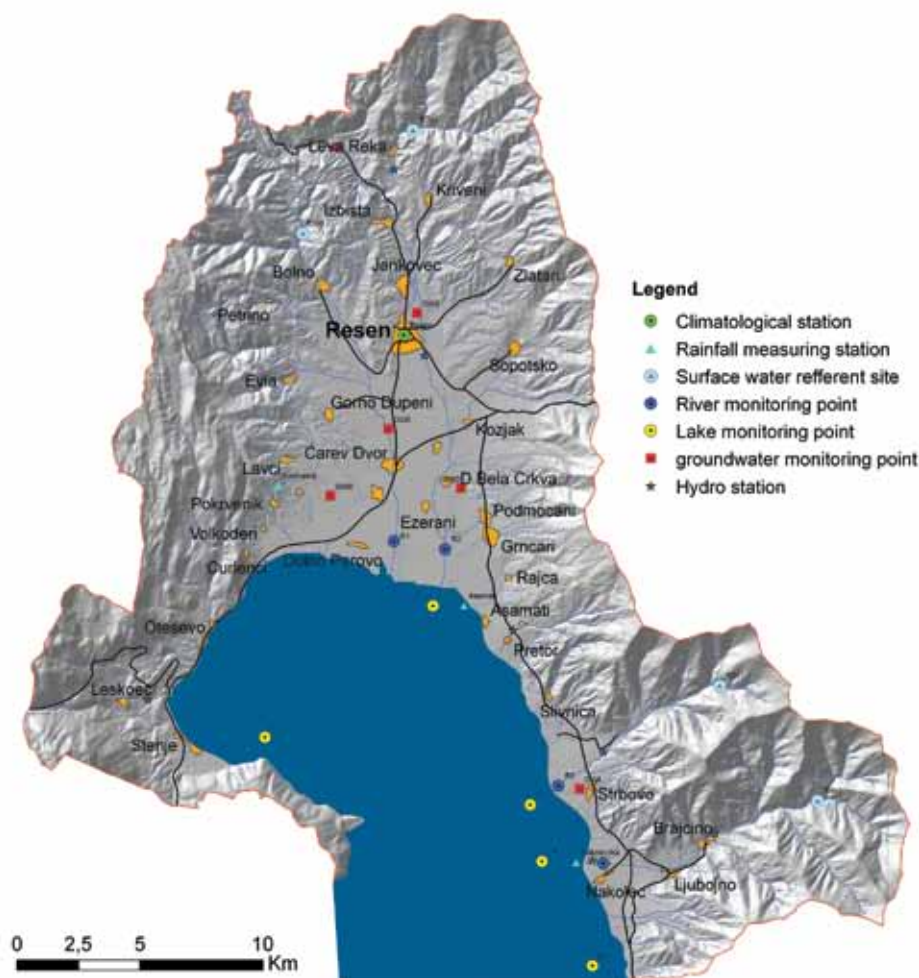 Leva Reka
Kriveni
Izbista
Bolno
Jankovec
Zlatari
Petrino
Resen
Sopotsko
Evla
Gorno Dupeni
Kozjak
Carev Dvor
Lavci
D.Bela Crkva
Pokrvenik
Podmocani
Ezerani
Volkoden
Grncari
Curlinci
Dolno Perovo
Rajca
Asamati
Otesevo
Pretor
Leskoec
Slivnica
Stenje
Strbovo
Brajcino
Nakolec
Ljubojno
Legend
Climatological station
Rainfall measuring station
Surface water refferent site
River monitoring point
Lake monitoring point
groundwater monitoring point
Hydro station
0 2,5 5 10
Km